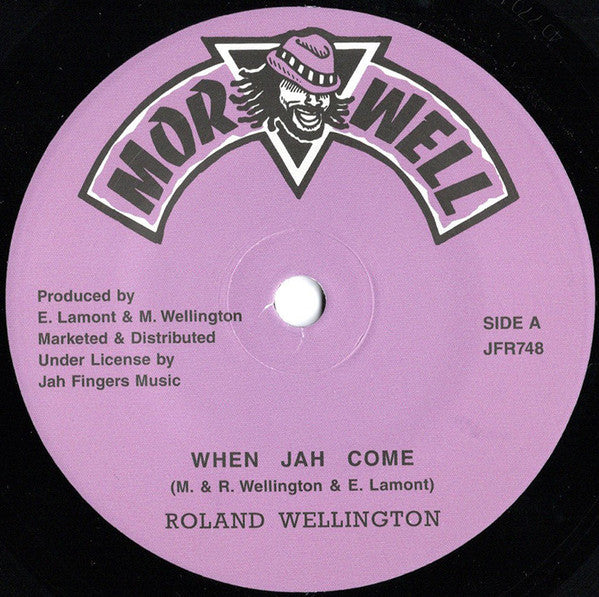 MOR WELL
Produced by
E. Lamont & M. Wellington
Marketed & Distributed
Under License by
Jah Fingers Music
SIDE A
JFR748
WHEN JAH COME
(M. & R. Wellington & E. Lamont)
ROLAND WELLINGTON